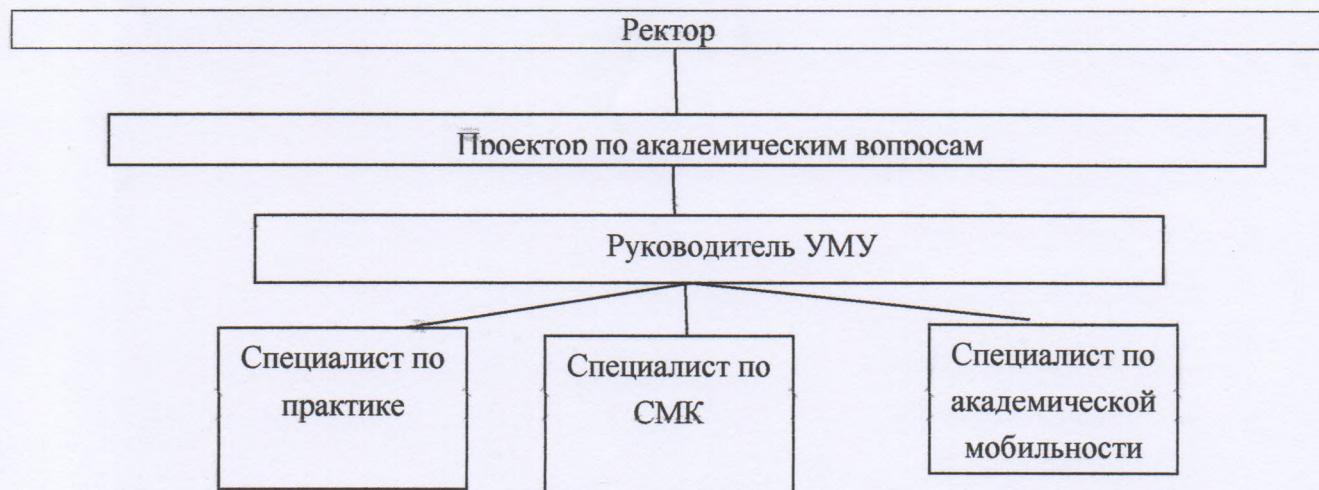 Ректор
Проектор по академическим вопросам
Руководитель УМУ
Специалист по
практике
Специалист по
СМК
Специалист по
академической
мобильности